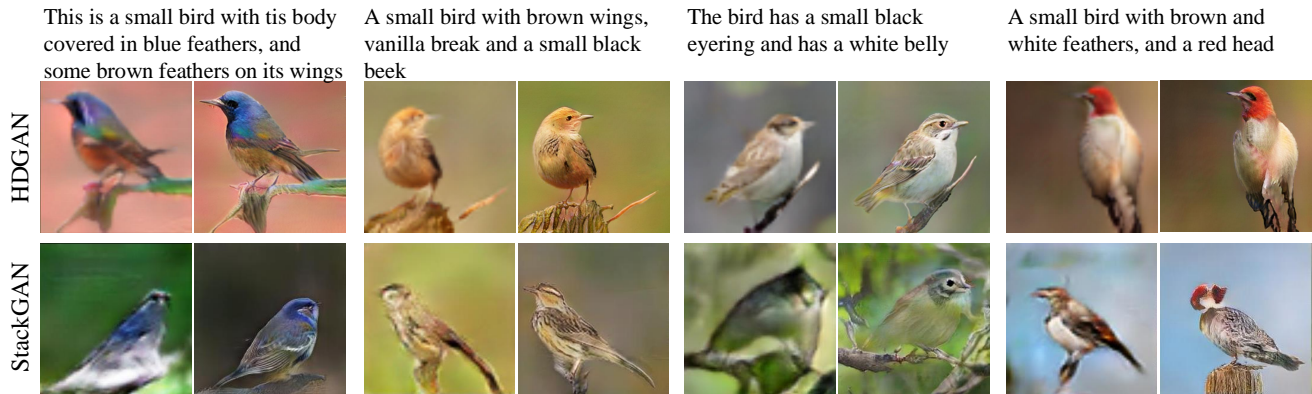 This is a small bird with tis body
covered in blue feathers, and
some brown feathers on its wings
A small bird with brown wings,
vanilla break and a small black
beek
The bird has a small black
eyering and has a white belly
A small bird with brown and
white feathers, and a red head
HDGAN
StackGAN